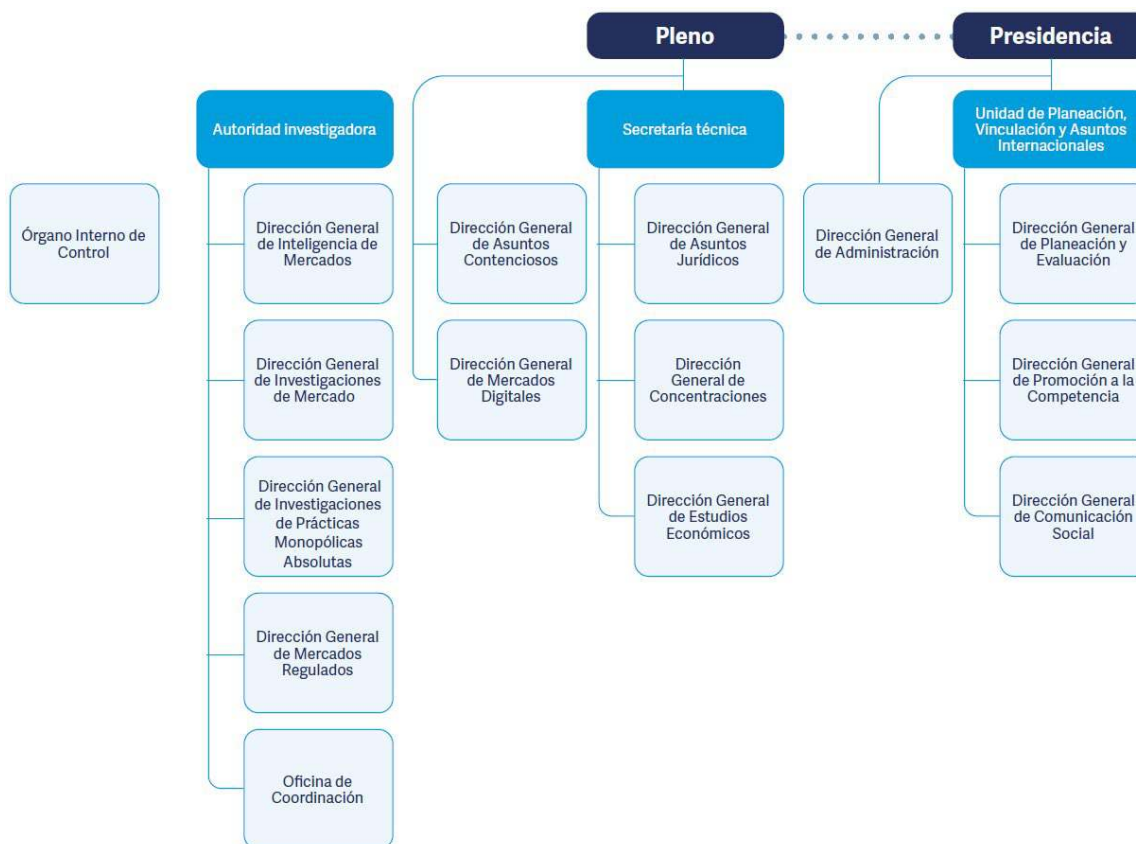 Pleno
Presidencia
Autoridad investigadora
Secretaría técnica
Unidad de Planeación,
Vinculación y Asuntos
Internacionales
Órgano Interno de
Control
Dirección General
de Inteligencia de
Mercados
Dirección General
de Asuntos
Contenciosos
Dirección General
de Asuntos
Jurídicos
Dirección General
de Administración
Dirección General
de Planeación y
Evaluación
Dirección General
de Investigaciones
de Mercado
Dirección General
de Mercados
Digitales
Dirección
General de
Concentraciones
Dirección General
de Promoción a la
Competencia
Dirección General
de Investigaciones
de Prácticas
Monopólicas
Absolutas
Dirección General
de Estudios
Económicos
Dirección General
de Comunicación
Social
Dirección General
de Mercados
Regulados
Oficina de
Coordinación